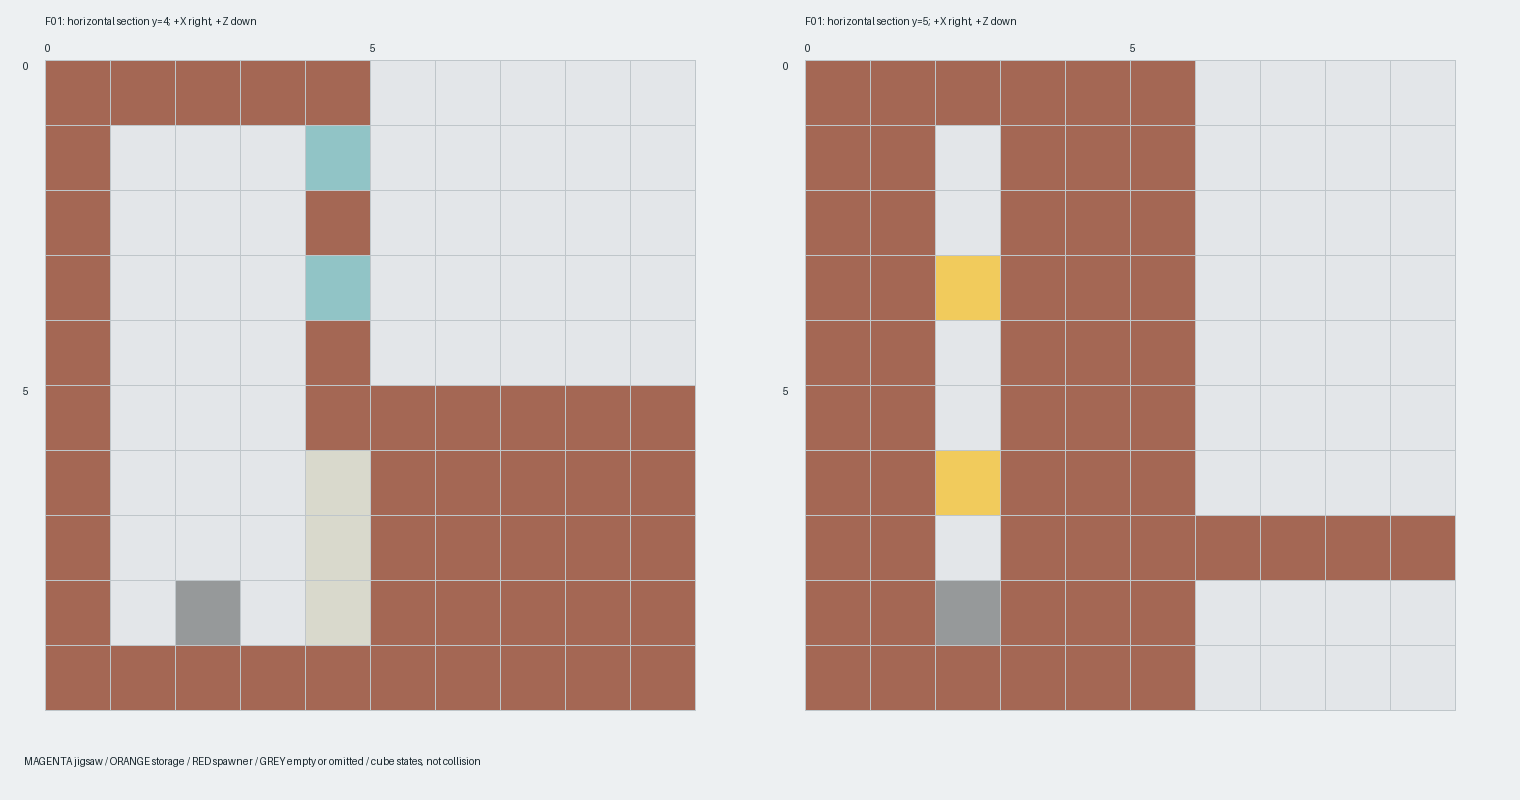 F01: horizontal section y=4; +X right, +Z down
F01: horizontal section y=5; +X right, +Z down
0 5
0 5
0
0
5
5
MAGENTA jigsaw / ORANGE storage / RED spawner / GREY empty or omitted / cube states, not collision